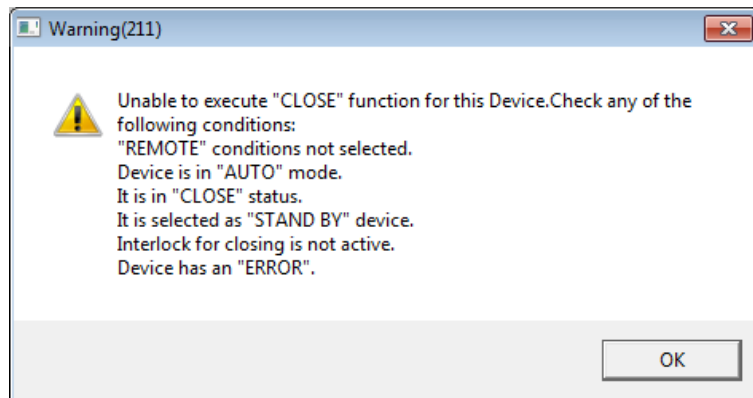 Warning(211)
Unable to execute "CLOSE" function for this Device.Check any of the
following conditions:
"REMOTE" conditions not selected.
Device is in "AUTO" mode.
It is in "CLOSE" status.
It is selected as "STAND BY" device.
Interlock for closing is not active.
Device has an "ERROR".
OK